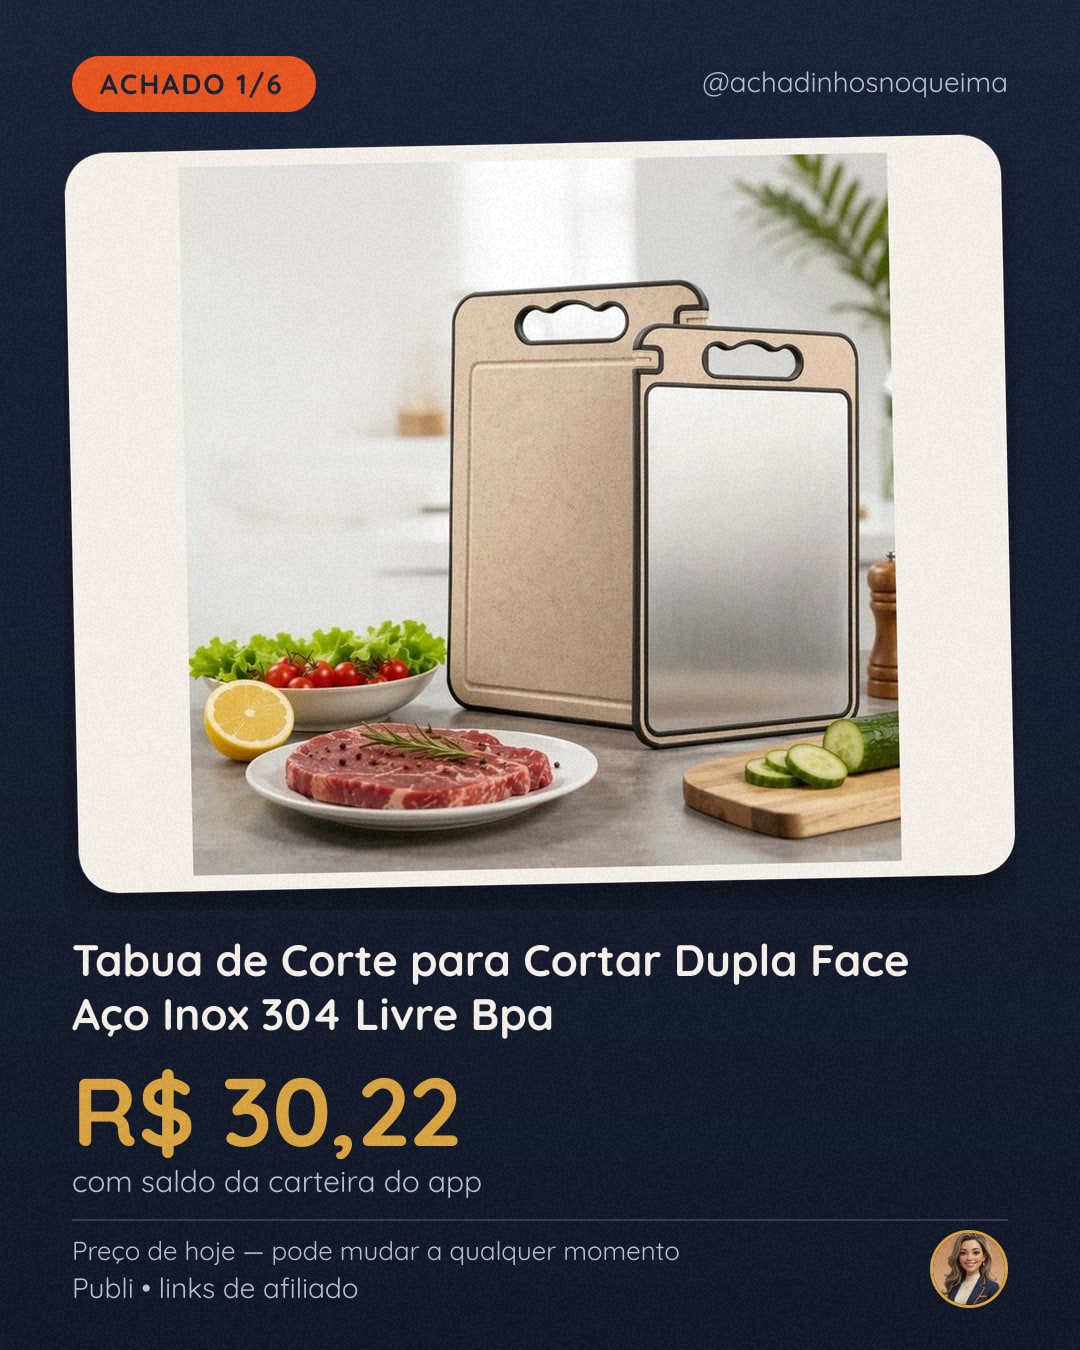 ACHADO 1/6
@achadinhosnoqueima
Tabua de Corte para Cortar Dupla Face
Aço Inox 304 Livre Bpa
R$ 30,22
com saldo da carteira do app
Preço de hoje — pode mudar a qualquer momento
Publi • links de afiliado